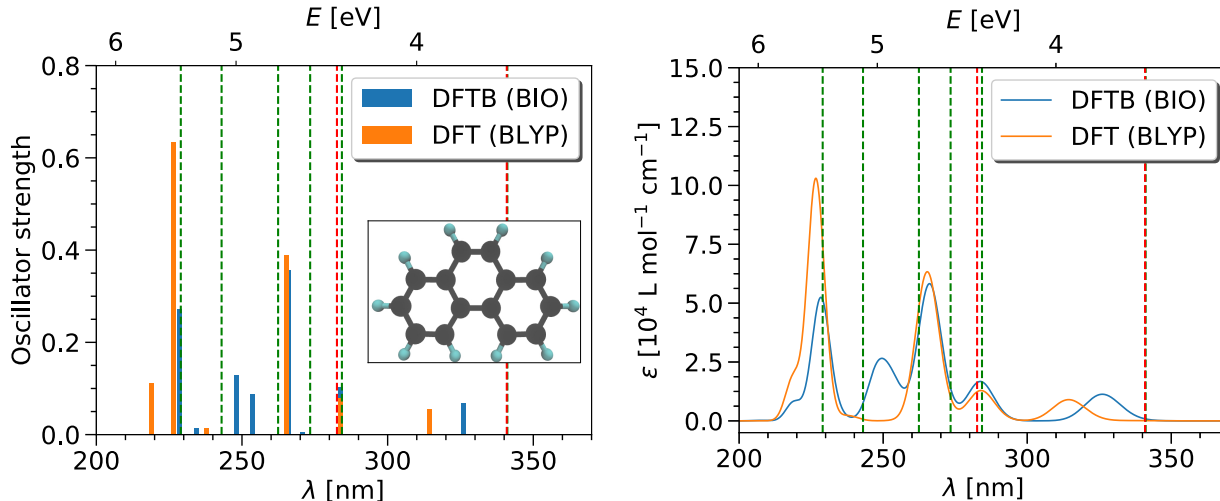 E [eV]
6 5 4
0.8
0.6
0.4
0.2
0.0
Oscillator strength
DFTB (BIO)
DFT (BLYP)
200 250 300 350
λ [nm]
E [eV]
6 5 4
15.0
12.5
10.0
7.5
5.0
2.5
0.0
ε [10⁴ L mol⁻¹ cm⁻¹]
DFTB (BIO)
DFT (BLYP)
200 250 300 350
λ [nm]